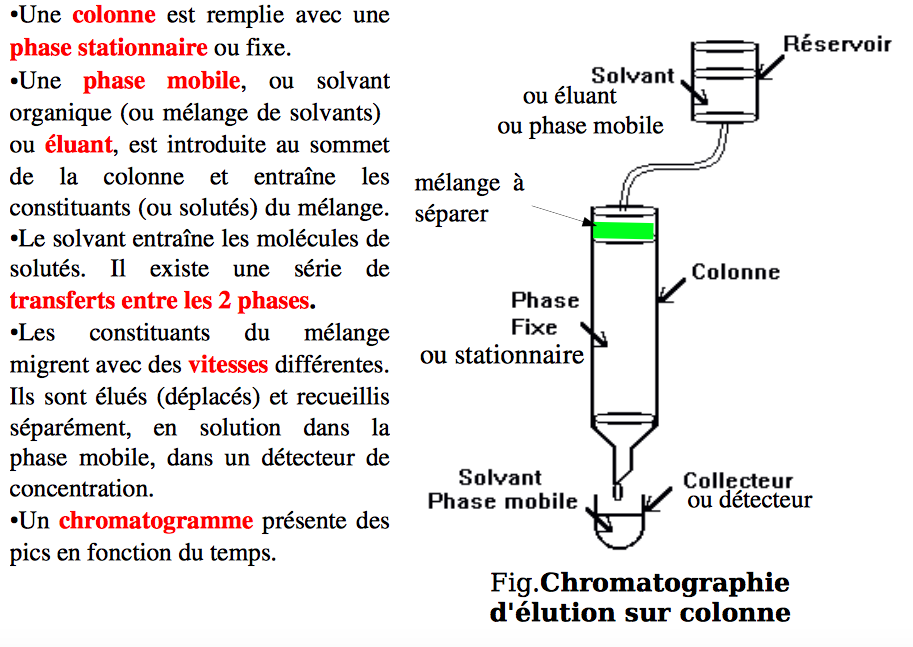 •Une colonne est remplie avec une
phase stationnaire ou fixe.
•Une phase mobile, ou solvant
organique (ou mélange de solvants)
ou éluant, est introduite au sommet
de la colonne et entraîne les
constituants (ou solutés) du mélange.
•Le solvant entraîne les molécules de
solutés. Il existe une série de
transferts entre les 2 phases.
•Les constituants du mélange
migrent avec des vitesses différentes.
Ils sont élués (déplacés) et recueillis
séparément, en solution dans la
phase mobile, dans un détecteur de
concentration.
•Un chromatogramme présente des
pics en fonction du temps.
Réservoir
Solvant
ou éluant
ou phase mobile
mélange à
séparer
Colonne
Phase
Fixe
ou stationnaire
Solvant
Phase mobile
Collecteur
ou détecteur
Fig.Chromatographie
d'élution sur colonne